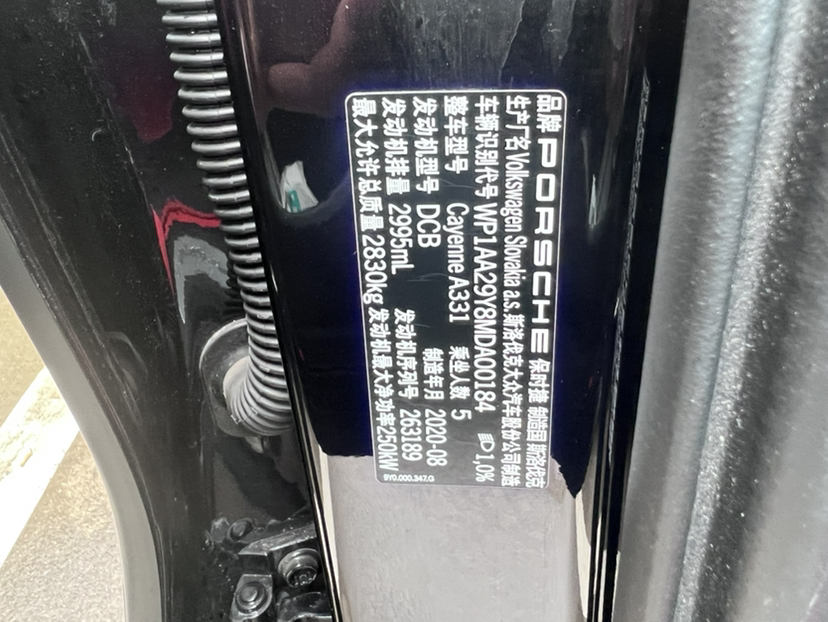 品牌 PORSCHE 保时捷 制造国 斯洛伐克
生产厂名 Volkswagen Slovakia a.s. 斯洛伐克大众汽车股份公司制造
车辆识别代号 WP1AA29Y8MDA00184 1,0%
整车型号 Cayenne A331 乘坐人数 5
发动机型号 DCB 制造年月 2020-08
发动机排量 2995mL 发动机序列号 263189
最大允许总质量 2830kg 发动机最大净功率250KW
9Y0.000.347.G